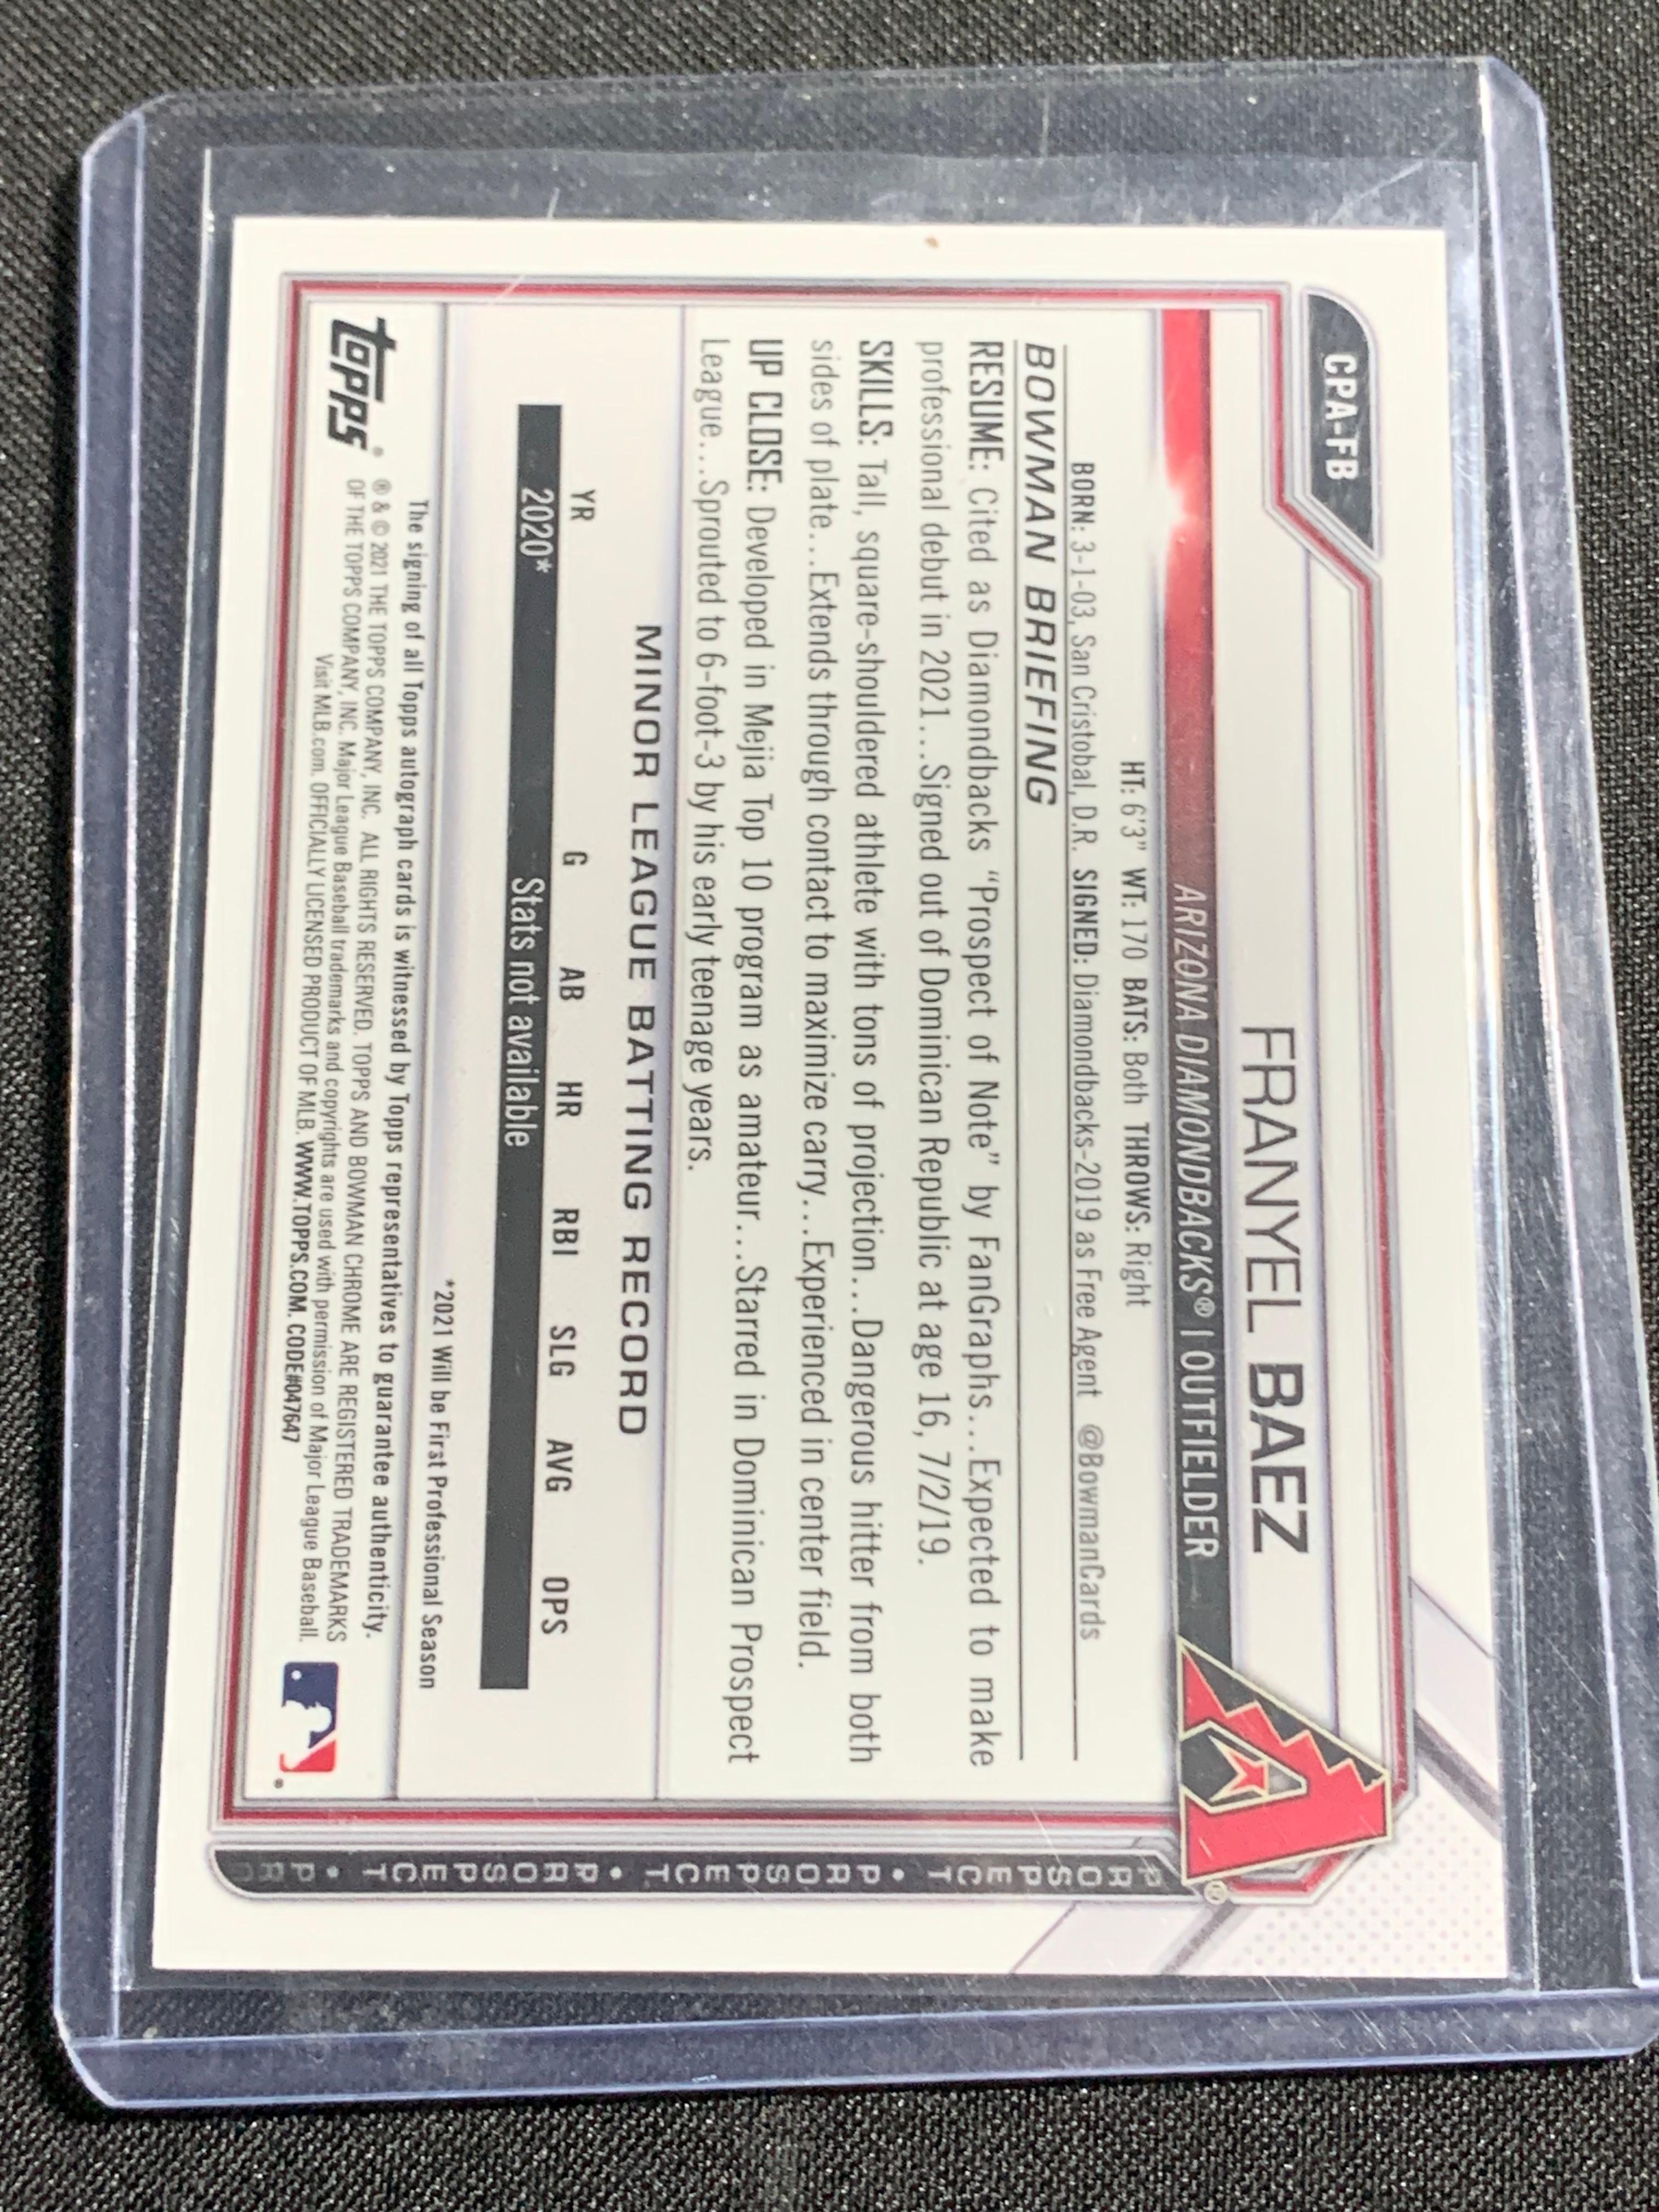 CPA-FB
FRANYEL BAEZ
ARIZONA DIAMONDBACKS® | OUTFIELDER
HT: 6'3” WT: 170 BATS: Both THROWS: Right
BORN: 3-1-03, San Cristobal, D.R. SIGNED: Diamondbacks-2019 as Free Agent @BowmanCards
BOWMAN BRIEFING
RESUME: Cited as Diamondbacks “Prospect of Note” by FanGraphs...Expected to make
professional debut in 2021...Signed out of Dominican Republic at age 16, 7/2/19.
SKILLS: Tall, square-shouldered athlete with tons of projection...Dangerous hitter from both
sides of plate...Extends through contact to maximize carry...Experienced in center field.
UP CLOSE: Developed in Mejia Top 10 program as amateur...Starred in Dominican Prospect
League...Sprouted to 6-foot-3 by his early teenage years.
MINOR LEAGUE BATTING RECORD
YR G AB HR RBI SLG AVG OPS
2020* Stats not available
*2021 Will be First Professional Season
The signing of all Topps autograph cards is witnessed by Topps representatives to guarantee authenticity.
® & © 2021 THE TOPPS COMPANY, INC. ALL RIGHTS RESERVED. TOPPS AND BOWMAN CHROME ARE REGISTERED TRADEMARKS
OF THE TOPPS COMPANY, INC. Major League Baseball trademarks and copyrights are used with permission of Major League Baseball.
Visit MLB.com. OFFICIALLY LICENSED PRODUCT OF MLB. WWW.TOPPS.COM. CODE#04764​7
topps®
PROSPECT • PROSPECT • PROSPECT • PR